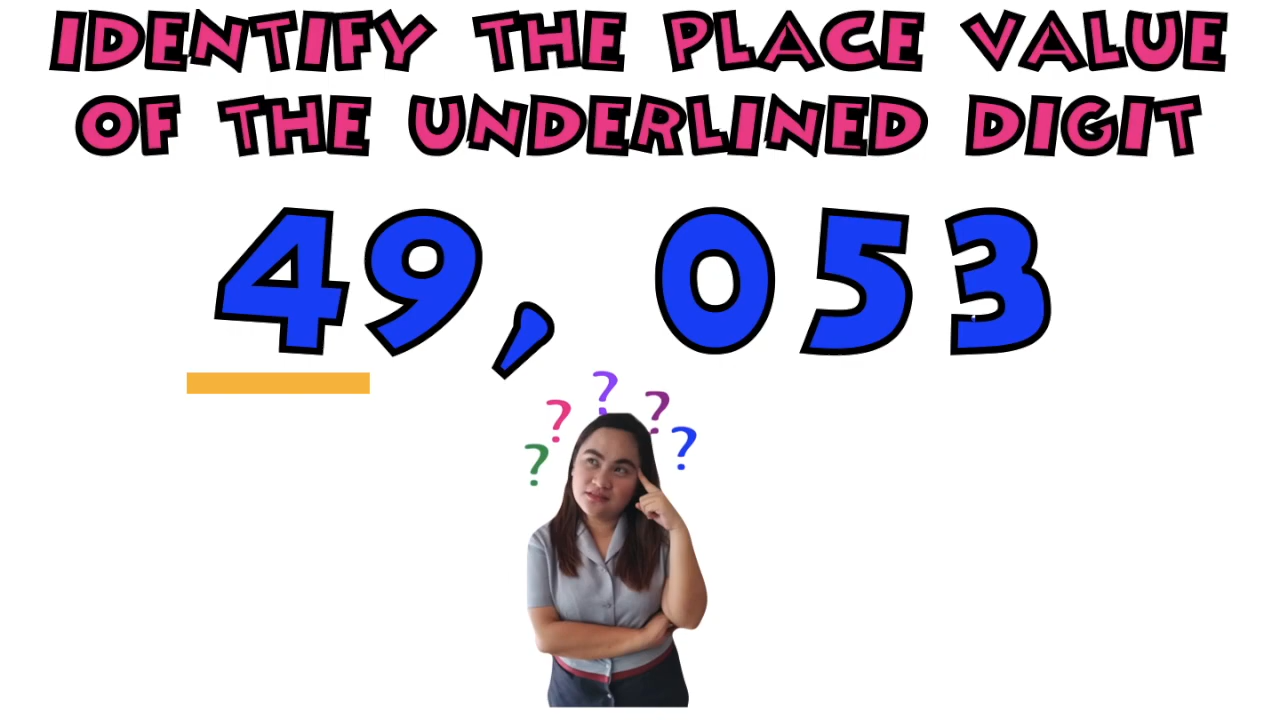 IDENTIFY THE PLACE VALUE
OF THE UNDERLINED DIGIT
49, 053
? ? ? ? ?